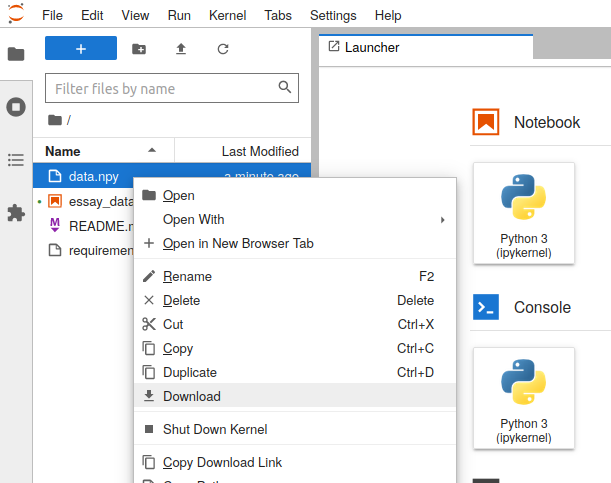 File Edit View Run Kernel Tabs Settings Help
Launcher
Filter files by name
/
Name Last Modified
data.npy a minute ago
essay_data
README.m
requiremen
Open
Open With
Open in New Browser Tab
Rename F2
Delete Delete
Cut Ctrl+X
Copy Ctrl+C
Duplicate Ctrl+D
Download
Shut Down Kernel
Copy Download Link
Notebook
Python 3
(ipykernel)
Console
Python 3
(ipykernel)